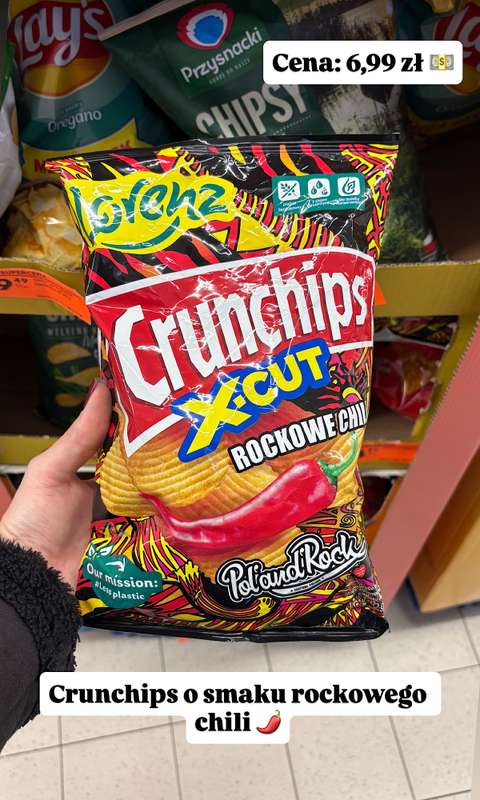 Lay's
Oregano
Przysnacki
CHIPSY
Cena: 6,99 zł 💵
Lorenz
Crunchips
X-CUT
ROCKOWE CHILI
Pol'and'Rock
Our mission:
#Less plastic
Crunchips o smaku rockowego
chili 🌶️